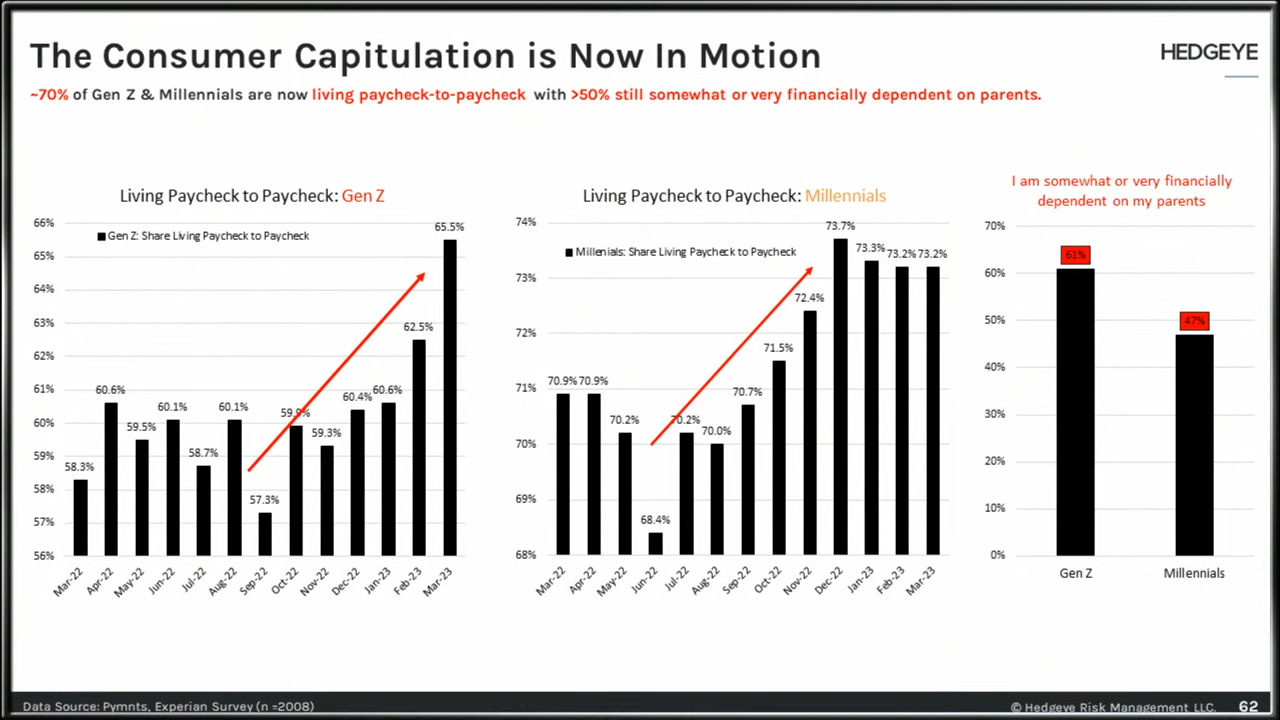 The Consumer Capitulation is Now In Motion
HEDGEYE
~70% of Gen Z & Millennials are now living paycheck-to-paycheck with >50% still somewhat or very financially dependent on parents.
Living Paycheck to Paycheck: Gen Z
Gen Z: Share Living Paycheck to Paycheck
66%
65%
64%
63%
62%
61%
60%
59%
58%
57%
56%
58.3%
60.6%
59.5%
60.1%
58.7%
60.1%
57.3%
59.9%
59.3%
60.4%
60.6%
62.5%
65.5%
Mar-22
Apr-22
May-22
Jun-22
Jul-22
Aug-22
Sep-22
Oct-22
Nov-22
Dec-22
Jan-23
Feb-23
Mar-23
Living Paycheck to Paycheck: Millennials
Millenials: Share Living Paycheck to Paycheck
74%
73%
72%
71%
70%
69%
68%
70.9%
70.9%
70.2%
68.4%
70.2%
70.0%
70.7%
71.5%
72.4%
73.7%
73.3%
73.2%
73.2%
Mar-22
Apr-22
May-22
Jun-22
Jul-22
Aug-22
Sep-22
Oct-22
Nov-22
Dec-22
Jan-23
Feb-23
Mar-23
I am somewhat or very financially
dependent on my parents
70%
60%
50%
40%
30%
20%
10%
0%
61%
47%
Gen Z
Millennials
Data Source: Pymnts, Experian Survey (n =2008)
© Hedgeye Risk Management LLC.
62